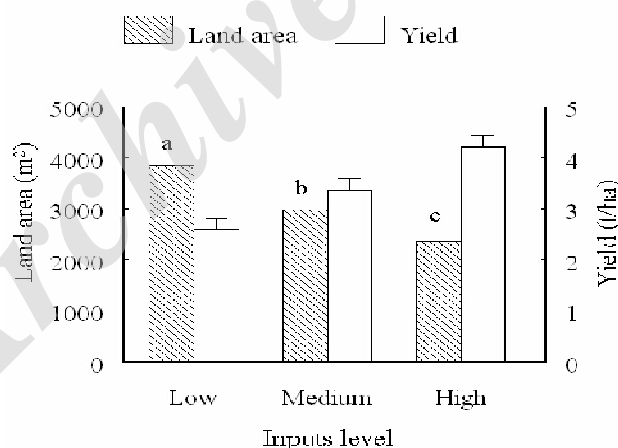 Land area Yield
5000 5
4000 4
3000 3
2000 2
1000 1
0 0
a
b
c
Land area (m²)
Yield (t/ha)
Low Medium High
Inputs level
Archive